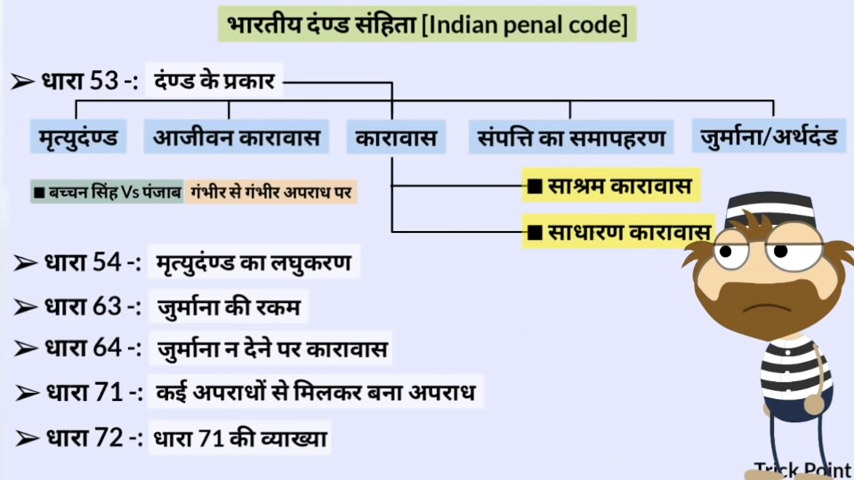 भारतीय दंण्ड संहिता [Indian penal code]
➢ धारा 53 -: दंण्ड के प्रकार
मृत्युदंण्ड आजीवन कारावास कारावास संपत्ति का समापहरण जुर्माना/अर्थदंड
■ बच्चन सिंह Vs पंजाब गंभीर से गंभीर अपराध पर
■ साश्रम कारावास
■ साधारण कारावास
➢ धारा 54 -: मृत्युदंण्ड का लघुकरण
➢ धारा 63 -: जुर्माना की रकम
➢ धारा 64 -: जुर्माना न देने पर कारावास
➢ धारा 71 -: कई अपराधों से मिलकर बना अपराध
➢ धारा 72 -: धारा 71 की व्याख्या
Trick Point